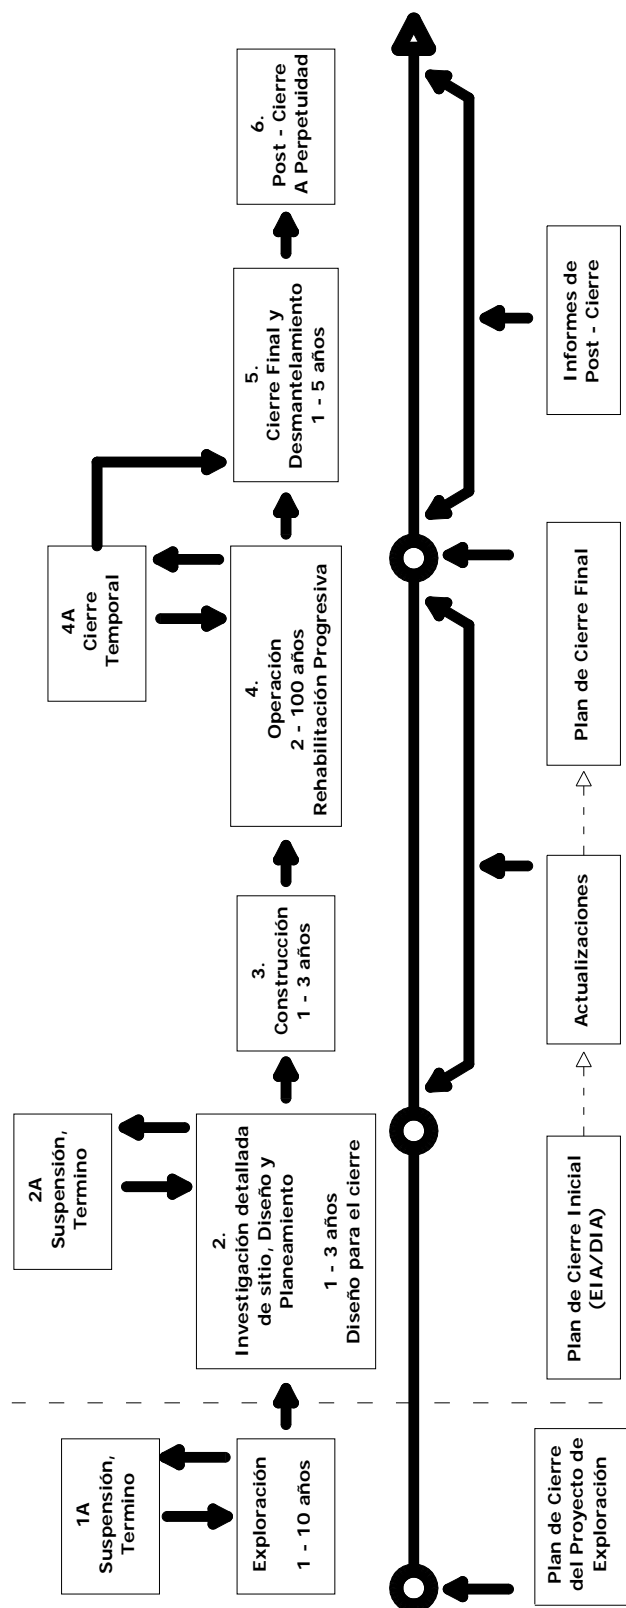 1A
Suspensión,
Termino
Exploración
1 - 10 años
2A
Suspensión,
Termino
2.
Investigación detallada
de sitio, Diseño y
Planeamiento
1 - 3 años
Diseño para el cierre
3.
Construcción
1 - 3 años
4A
Cierre
Temporal
4.
Operación
2 - 100 años
Rehabilitación Progresiva
5.
Cierre Final y
Desmantelamiento
1 - 5 años
6.
Post - Cierre
A Perpetuidad
Plan de Cierre
del Proyecto de
Exploración
Plan de Cierre Inicial
(EIA/DIA)
Actualizaciones
Plan de Cierre Final
Informes de
Post - Cierre